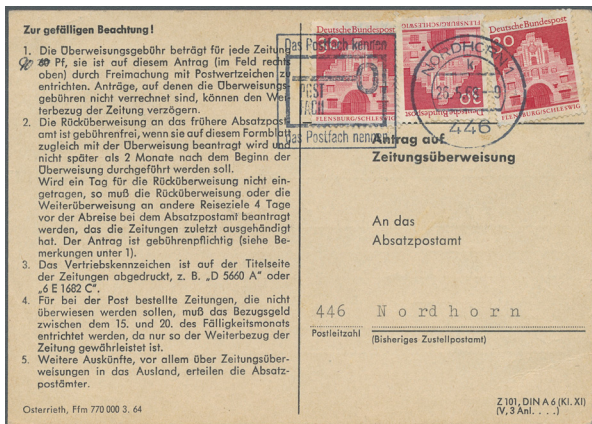 Zur gefälligen Beachtung!
1. Die Überweisungsgebühr beträgt für jede Zeitung
90 80 Pf, sie ist auf diesem Antrag (im Feld rechts
oben) durch Freimachung mit Postwertzeichen zu
entrichten. Anträge, auf denen die Überweisungs-
gebühren nicht verrechnet sind, können den Wei-
terbezug der Zeitung verzögern.
2. Die Rücküberweisung an das frühere Absatzpost-
amt ist gebührenfrei, wenn sie auf diesem Formblatt
zugleich mit der Überweisung beantragt wird und
nicht später als 2 Monate nach dem Beginn der
Überweisung durchgeführt werden soll.
Wird ein Tag für die Rücküberweisung nicht ein-
getragen, so muß die Rücküberweisung oder die
Weiterüberweisung an andere Reiseziele 4 Tage
vor der Abreise bei dem Absatzpostamt beantragt
werden, das die Zeitungen zuletzt ausgehändigt
hat. Der Antrag ist gebührenpflichtig (siehe Be-
merkungen unter 1).
3. Das Vertriebskennzeichen ist auf der Titelseite
der Zeitungen abgedruckt, z. B. „D 5660 A" oder
„6 E 1682 C".
4. Für bei der Post bestellte Zeitungen, die nicht
überwiesen werden sollen, muß das Bezugsgeld
zwischen dem 15. und 20. des Fälligkeitsmonats
entrichtet werden, da nur so der Weiterbezug der
Zeitung gewährleistet ist.
5. Weitere Auskünfte, vor allem über Zeitungsüber-
weisungen in das Ausland, erteilen die Absatz-
postämter.
Osterrieth, Ffm 770 000 3. 64
Deutsche Bundespost
30
FLENSBURG/SCHLESWIG
Deutsche Bundespost
30
FLENSBURG/SCHLESWIG
Deutsche Bundespost
30
FLENSBURG/SCHLESWIG
Das Postfach kennen
POST
FACH
Das Postfach nennen
NORDHORN 1
k
446
Antrag auf
Zeitungsüberweisung
An das
Absatzpostamt
446 Nordhorn
Postleitzahl (Bisheriges Zustellpostamt)
Z 101, DIN A 6 (Kl. XI)
(V, 3 Anl. . . . .)